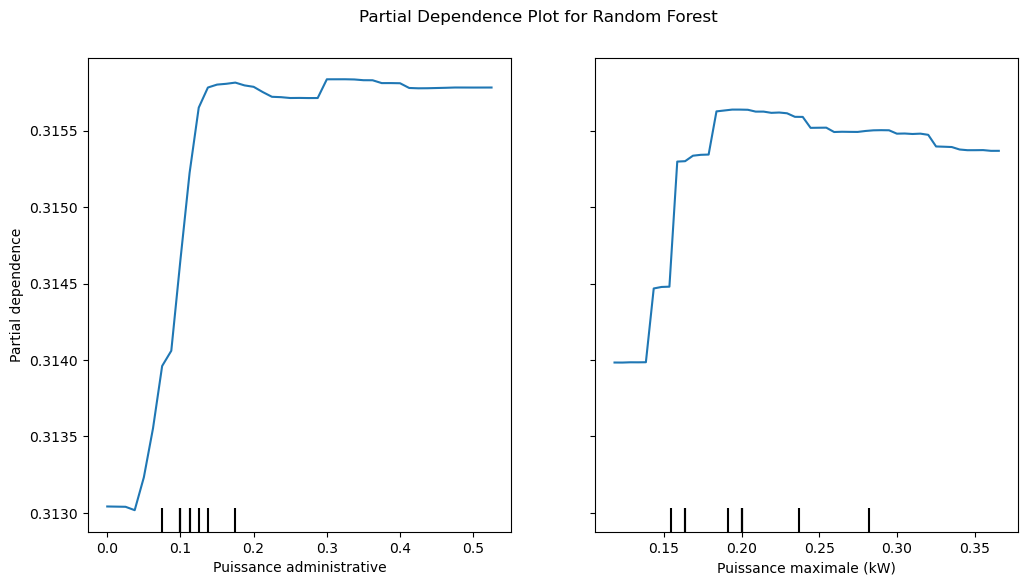 Partial Dependence Plot for Random Forest
Partial dependence
0.3155
0.3150
0.3145
0.3140
0.3135
0.3130
0.0 0.1 0.2 0.3 0.4 0.5
Puissance administrative
0.15 0.20 0.25 0.30 0.35
Puissance maximale (kW)